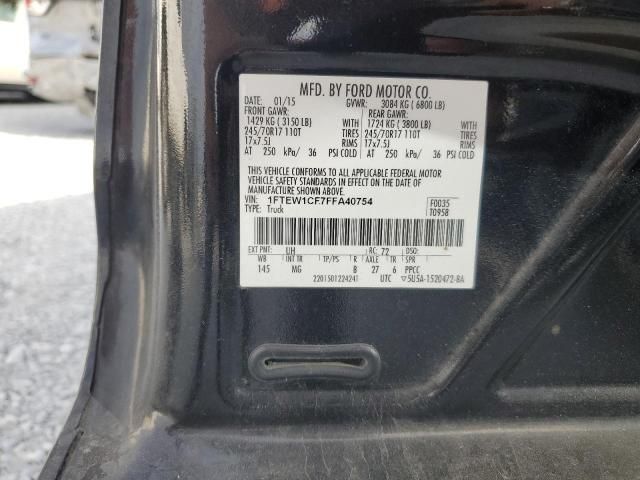 MFD. BY FORD MOTOR CO.
DATE: 01/15 GVWR: 3084 KG ( 6800 LB)
FRONT GAWR: REAR GAWR:
1429 KG ( 3150 LB) WITH 1724 KG ( 3800 LB) WITH
245/70R17 110T TIRES 245/70R17 110T TIRES
17x7.5J RIMS 17x7.5J RIMS
AT 250 kPa/ 36 PSI COLD AT 250 kPa/ 36 PSI COLD
THIS VEHICLE CONFORMS TO ALL APPLICABLE FEDERAL MOTOR
VEHICLE SAFETY STANDARDS IN EFFECT ON THE DATE OF
MANUFACTURE SHOWN ABOVE.
VIN: 1FTEW1CF7FFA40754 F0035
TYPE: Truck T0958
EXT PNT: UH RC: 72 DSO:
WB INT TR TP/PS R AXLE TR SPR
145 MG B 27 6 PPCC
2201501224241 UTC ▽5U5A-1520472-BA